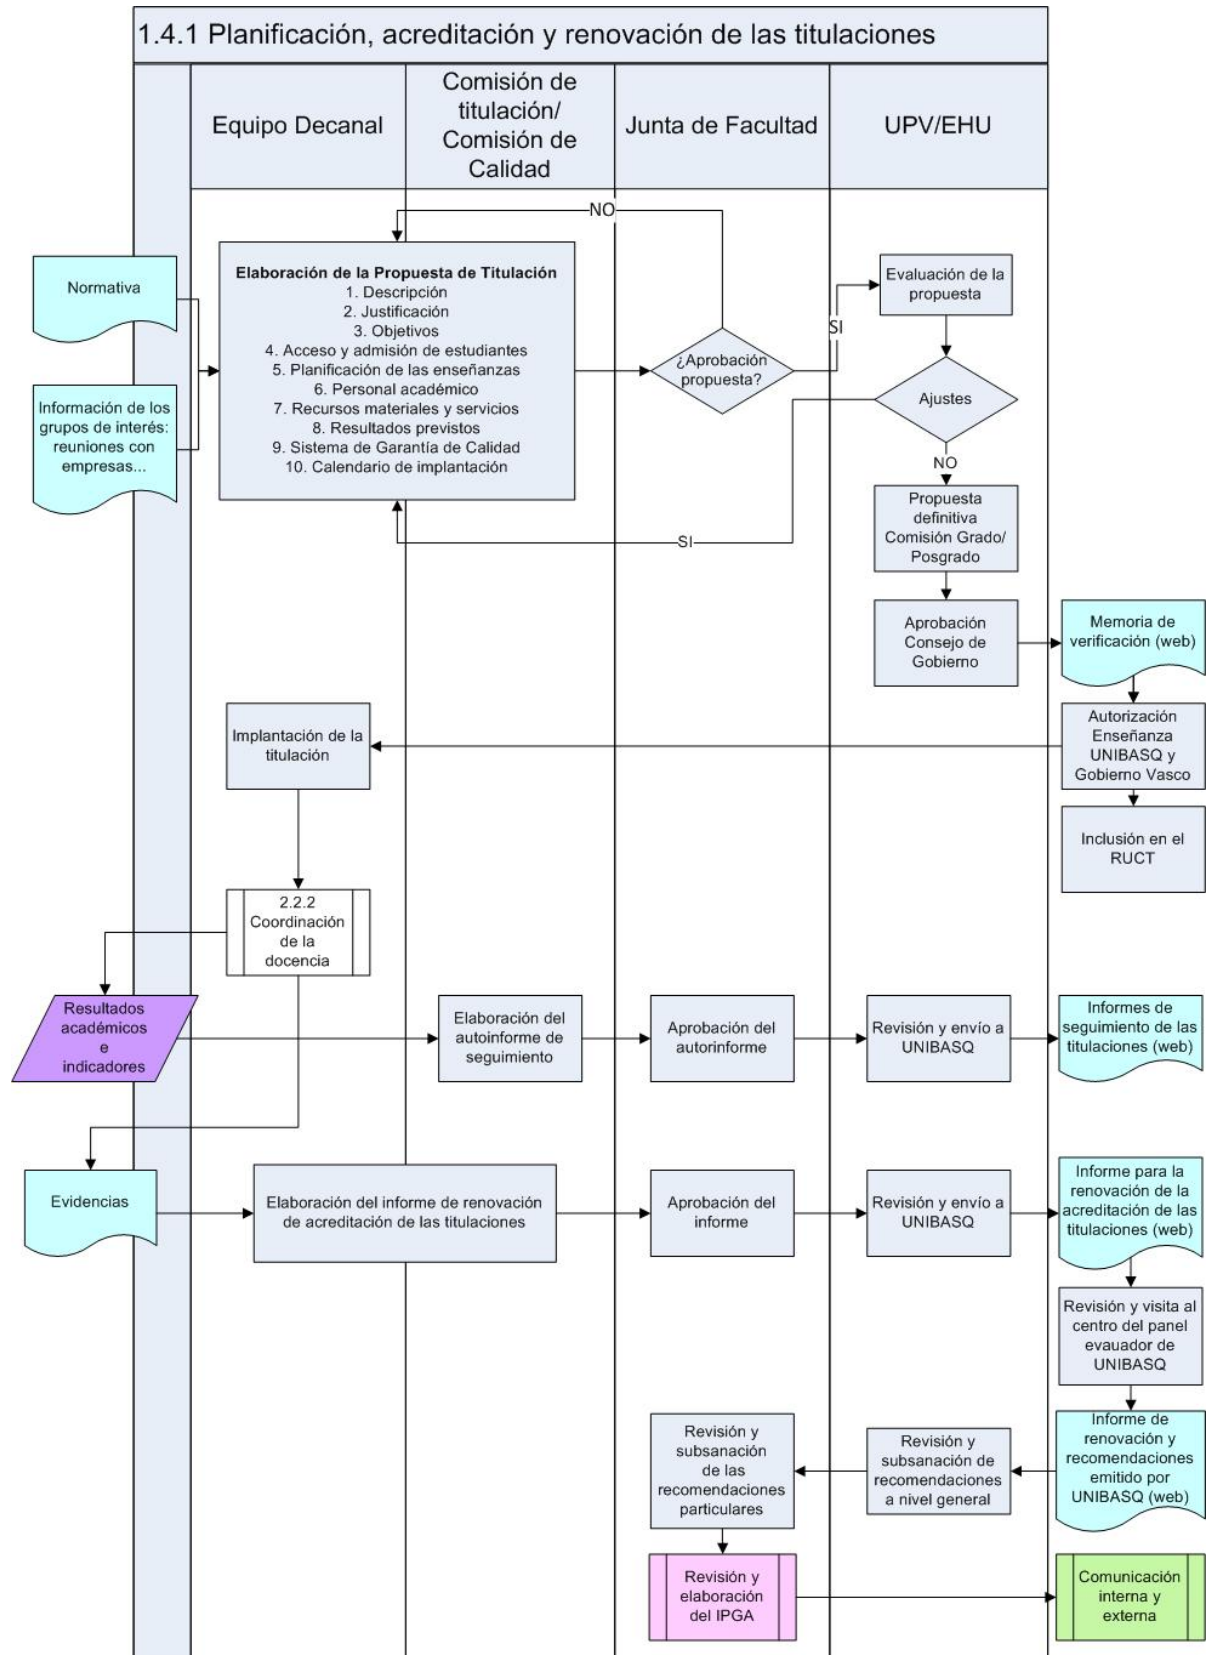 1.4.1 Planificación, acreditación y renovación de las titulaciones
Equipo Decanal
Comisión de
titulación/
Comisión de
Calidad
Junta de Facultad
UPV/EHU
NO
Normativa
Información de los
grupos de interés:
reuniones con
empresas...
Elaboración de la Propuesta de Titulación
1. Descripción
2. Justificación
3. Objetivos
4. Acceso y admisión de estudiantes
5. Planificación de las enseñanzas
6. Personal académico
7. Recursos materiales y servicios
8. Resultados previstos
9. Sistema de Garantía de Calidad
10. Calendario de implantación
¿Aprobación
propuesta?
SI
Evaluación de la
propuesta
Ajustes
NO
SI
Propuesta
definitiva
Comisión Grado/
Posgrado
Aprobación
Consejo de
Gobierno
Memoria de
verificación (web)
Autorización
Enseñanza
UNIBASQ y
Gobierno Vasco
Implantación de la
titulación
Inclusión en el
RUCT
2.2.2
Coordinación
de la
docencia
Resultados
académicos
e
indicadores
Elaboración del
autoinforme de
seguimiento
Aprobación del
autorinforme
Revisión y envío a
UNIBASQ
Informes de
seguimiento de las
titulaciones (web)
Evidencias
Elaboración del informe de renovación
de acreditación de las titulaciones
Aprobación del
informe
Revisión y envío a
UNIBASQ
Informe para la
renovación de la
acreditación de las
titulaciones (web)
Revisión y visita al
centro del panel
evauador de
UNIBASQ
Informe de
renovación y
recomendaciones
emitido por
UNIBASQ (web)
Revisión y
subsanación de
recomendaciones
a nivel general
Revisión y
subsanación
de las
recomendaciones
particulares
Revisión y
elaboración
del IPGA
Comunicación
interna y
externa